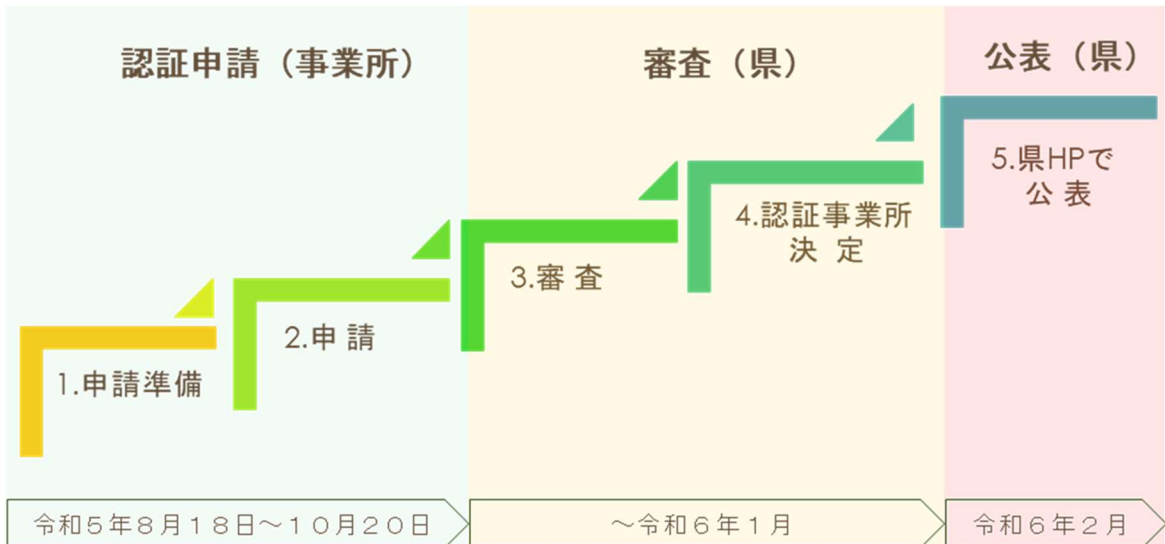 認証申請（事業所）
審査（県）
公表（県）
1.申請準備
2.申 請
3.審 査
4.認証事業所
決 定
5.県HPで
公 表
令和５年８月１８日～１０月２０日
～令和６年１月
令和６年２月